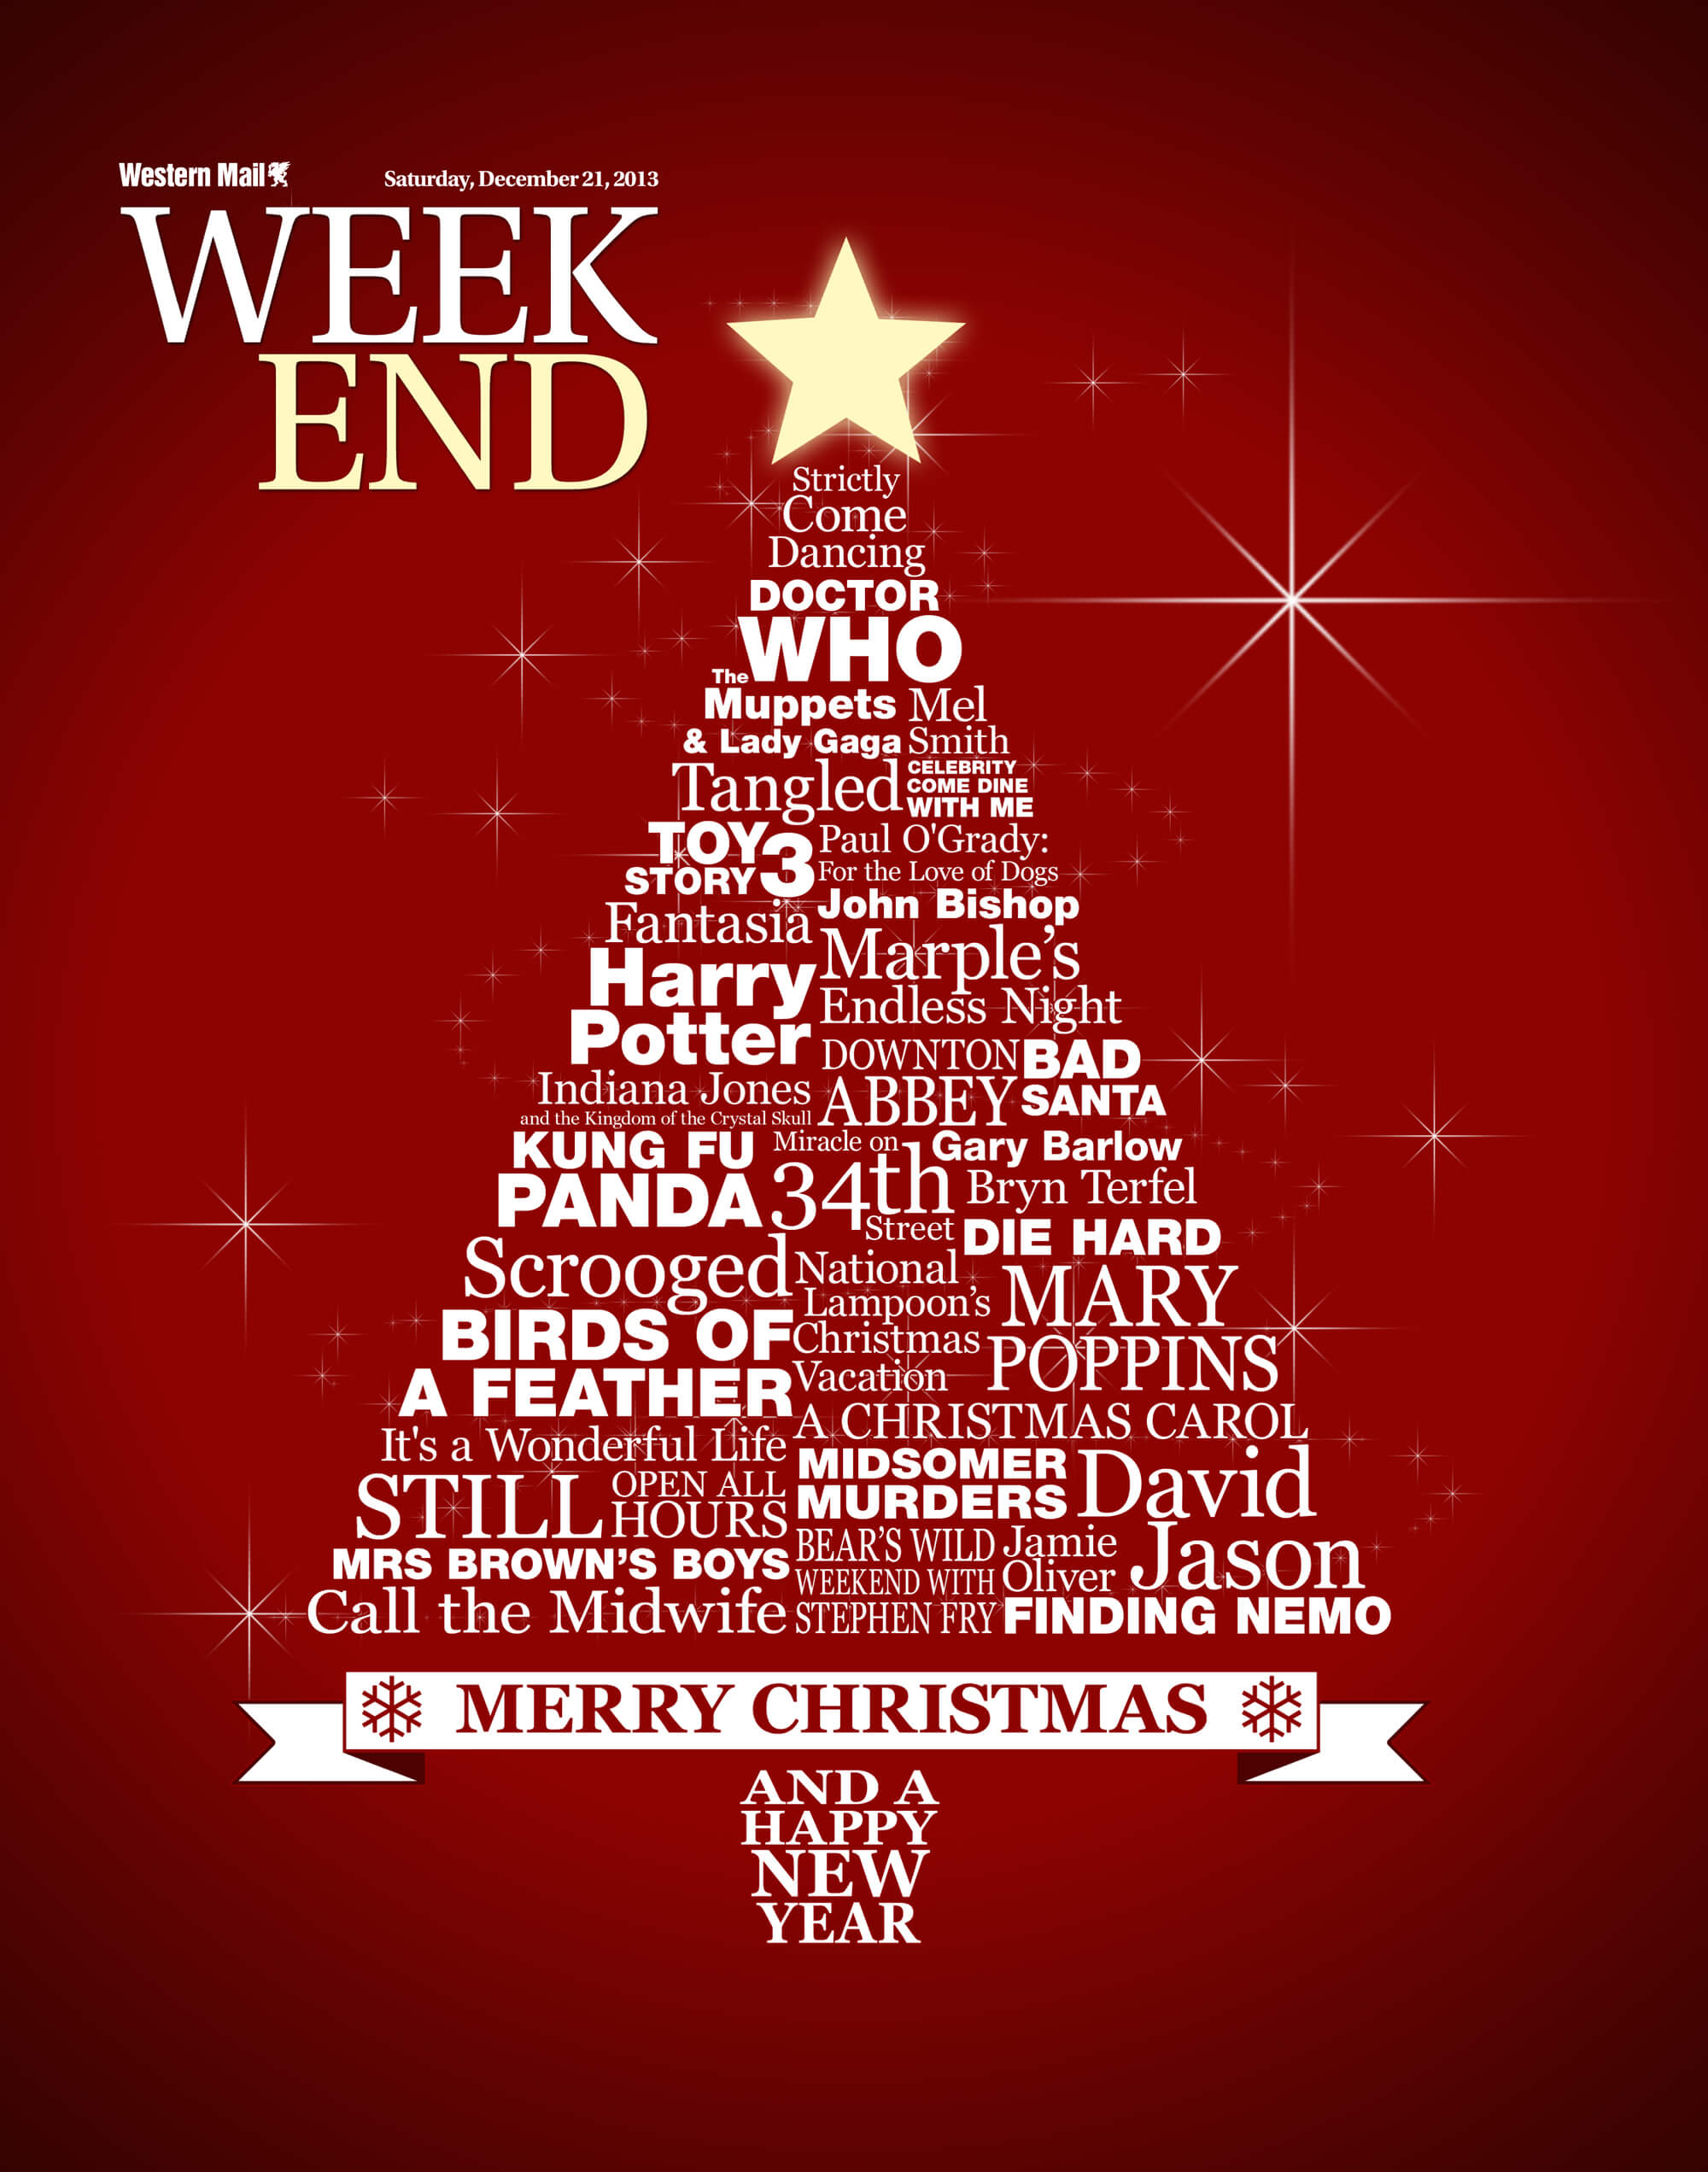 Western Mail
Saturday, December 21, 2013
WEEK
END
Strictly
Come
Dancing
DOCTOR
WHO
The
Muppets
& Lady Gaga
Mel
Smith
Tangled
CELEBRITY
COME DINE
WITH ME
TOY
STORY 3
Paul O'Grady:
For the Love of Dogs
Fantasia
John Bishop
Harry
Potter
Marple's
Endless Night
Indiana Jones
and the Kingdom of the Crystal Skull
DOWNTON
ABBEY
BAD
SANTA
KUNG FU
PANDA
Miracle on
34th
Street
Gary Barlow
Bryn Terfel
DIE HARD
Scrooged
National
Lampoon's
Christmas
Vacation
MARY
POPPINS
BIRDS OF
A FEATHER
A CHRISTMAS CAROL
It's a Wonderful Life
MIDSOMER
MURDERS
David
Jason
STILL
OPEN ALL
HOURS
MRS BROWN'S BOYS
BEAR'S WILD
WEEKEND WITH
STEPHEN FRY
Jamie
Oliver
Call the Midwife
FINDING NEMO
MERRY CHRISTMAS
AND A
HAPPY
NEW
YEAR